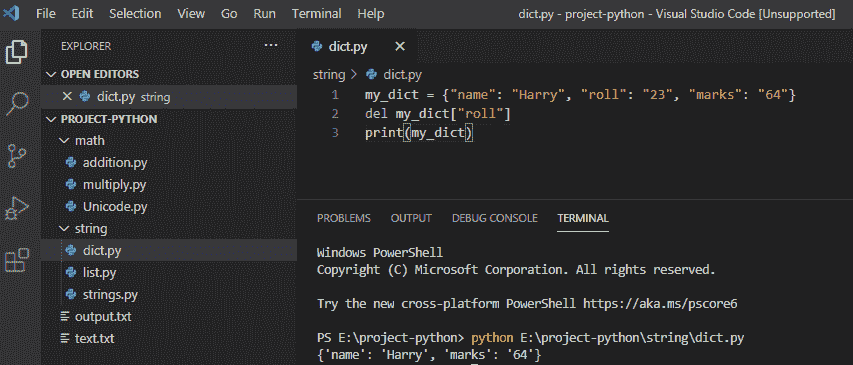 File Edit Selection View Go Run Terminal Help dict.py - project-python - Visual Studio Code [Unsupported]
EXPLORER ...
OPEN EDITORS
dict.py string
PROJECT-PYTHON
math
addition.py
multiply.py
Unicode.py
string
dict.py
list.py
strings.py
output.txt
text.txt
dict.py
string > dict.py
1 my_dict = {"name": "Harry", "roll": "23", "marks": "64"}
2 del my_dict["roll"]
3 print(my_dict)
PROBLEMS OUTPUT DEBUG CONSOLE TERMINAL
Windows PowerShell
Copyright (C) Microsoft Corporation. All rights reserved.
Try the new cross-platform PowerShell https://aka.ms/pscore6
PS E:\project-python> python E:\project-python\string\dict.py
{'name': 'Harry', 'marks': '64'}